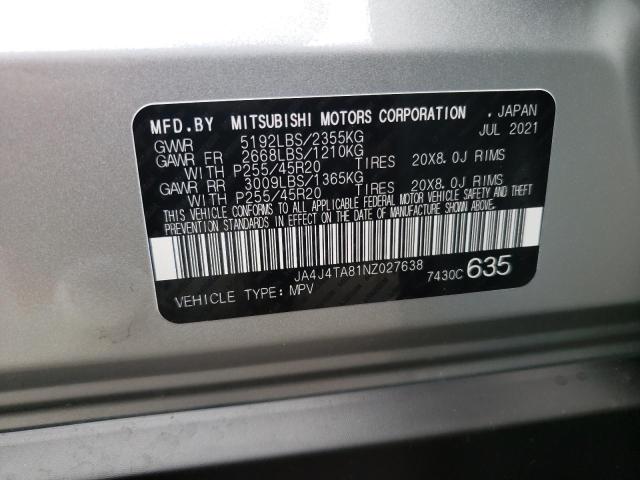 MFD.BY MITSUBISHI MOTORS CORPORATION . JAPAN
GVWR 5192LBS/2355KG JUL 2021
GAWR FR 2668LBS/1210KG
WITH P255/45R20 TIRES 20X8.0J RIMS
GAWR RR 3009LBS/1365KG
WITH P255/45R20 TIRES 20X8.0J RIMS
THIS VEHICLE CONFORMS TO ALL APPLICABLE FEDERAL MOTOR VEHICLE SAFETY AND THEFT
PREVENTION STANDARDS IN EFFECT ON THE DATE OF MANUFACTURE SHOWN ABOVE.
JA4J4TA81NZ027638 7430C 635
VEHICLE TYPE: MPV